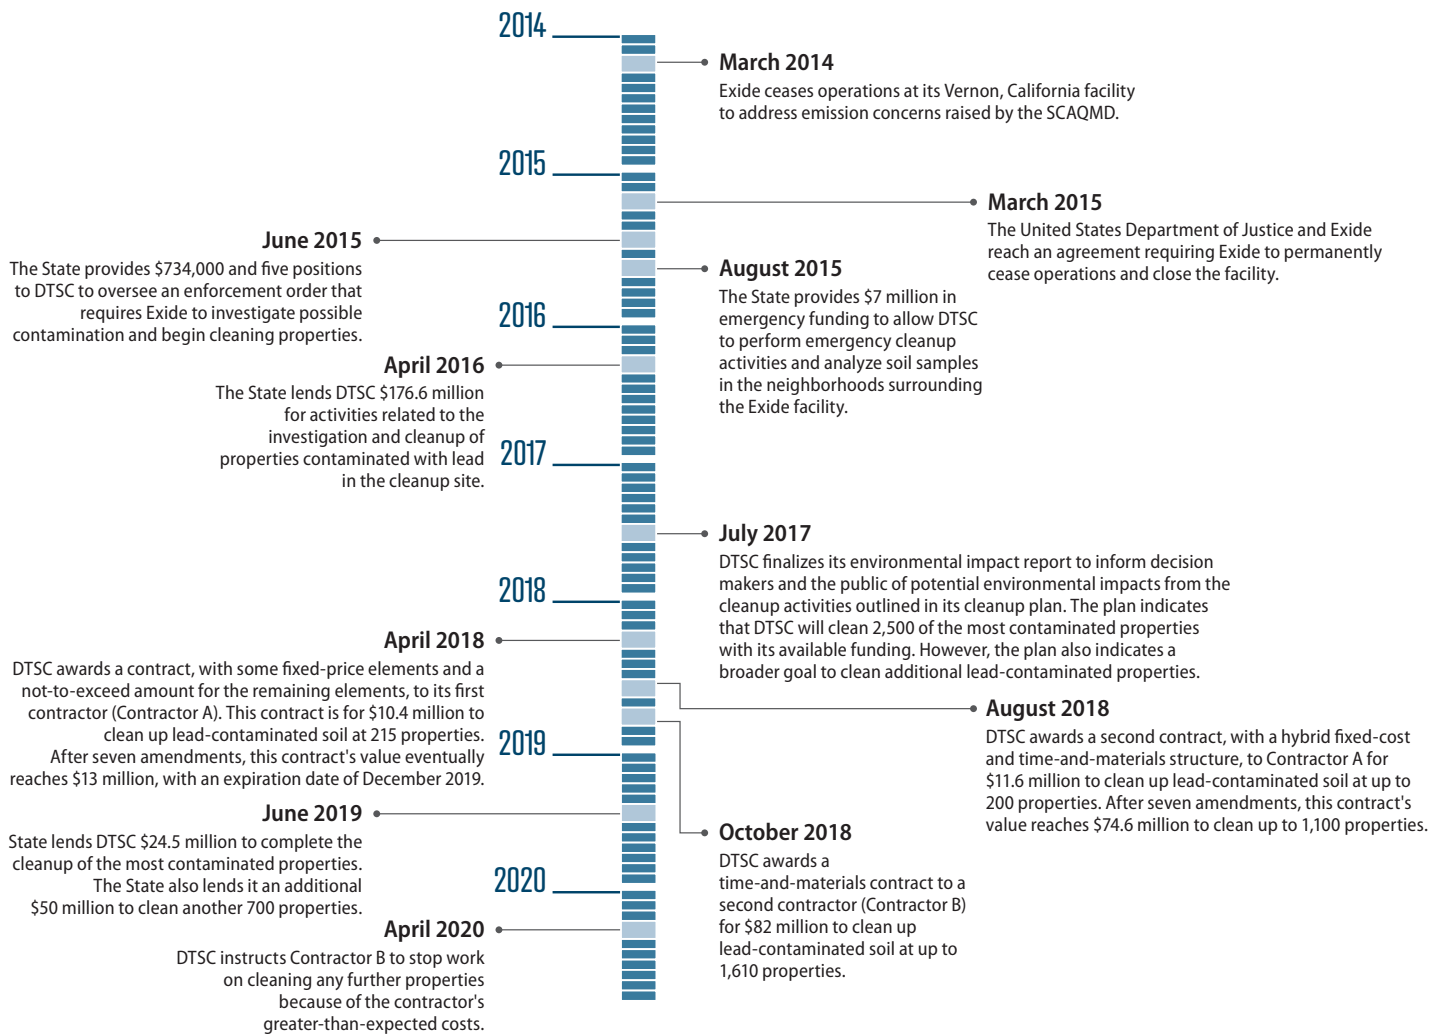 2014
March 2014
Exide ceases operations at its Vernon, California facility
to address emission concerns raised by the SCAQMD.
2015
March 2015
The United States Department of Justice and Exide
reach an agreement requiring Exide to permanently
cease operations and close the facility.
June 2015
The State provides $734,000 and five positions
to DTSC to oversee an enforcement order that
requires Exide to investigate possible
contamination and begin cleaning properties.
August 2015
The State provides $7 million in
emergency funding to allow DTSC
to perform emergency cleanup
activities and analyze soil samples
in the neighborhoods surrounding
the Exide facility.
2016
April 2016
The State lends DTSC $176.6 million
for activities related to the
investigation and cleanup of
properties contaminated with lead
in the cleanup site.
2017
July 2017
DTSC finalizes its environmental impact report to inform decision
makers and the public of potential environmental impacts from the
cleanup activities outlined in its cleanup plan. The plan indicates
that DTSC will clean 2,500 of the most contaminated properties
with its available funding. However, the plan also indicates a
broader goal to clean additional lead-contaminated properties.
2018
April 2018
DTSC awards a contract, with some fixed-price elements and a
not-to-exceed amount for the remaining elements, to its first
contractor (Contractor A). This contract is for $10.4 million to
clean up lead-contaminated soil at 215 properties.
After seven amendments, this contract's value eventually
reaches $13 million, with an expiration date of December 2019.
August 2018
DTSC awards a second contract, with a hybrid fixed-cost
and time-and-materials structure, to Contractor A for
$11.6 million to clean up lead-contaminated soil at up to
200 properties. After seven amendments, this contract's
value reaches $74.6 million to clean up to 1,100 properties.
October 2018
DTSC awards a
time-and-materials contract to a
second contractor (Contractor B)
for $82 million to clean up
lead-contaminated soil at up to
1,610 properties.
2019
June 2019
State lends DTSC $24.5 million to complete the
cleanup of the most contaminated properties.
The State also lends it an additional
$50 million to clean another 700 properties.
2020
April 2020
DTSC instructs Contractor B to stop work
on cleaning any further properties
because of the contractor's
greater-than-expected costs.